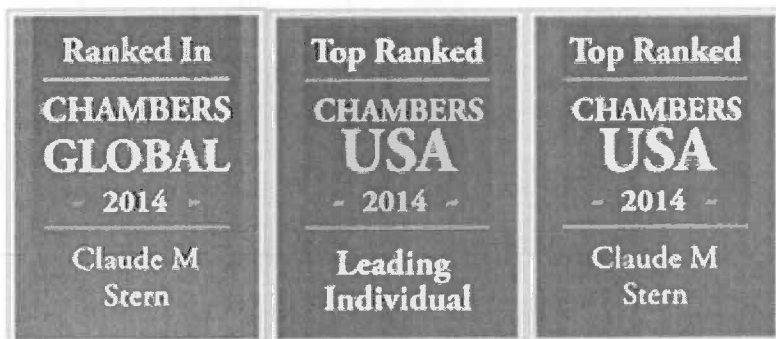 Ranked In
CHAMBERS
GLOBAL
- 2014 -
Claude M
Stern
Top Ranked
CHAMBERS
USA
- 2014 -
Leading
Individual
Top Ranked
CHAMBERS
USA
- 2014 -
Claude M
Stern